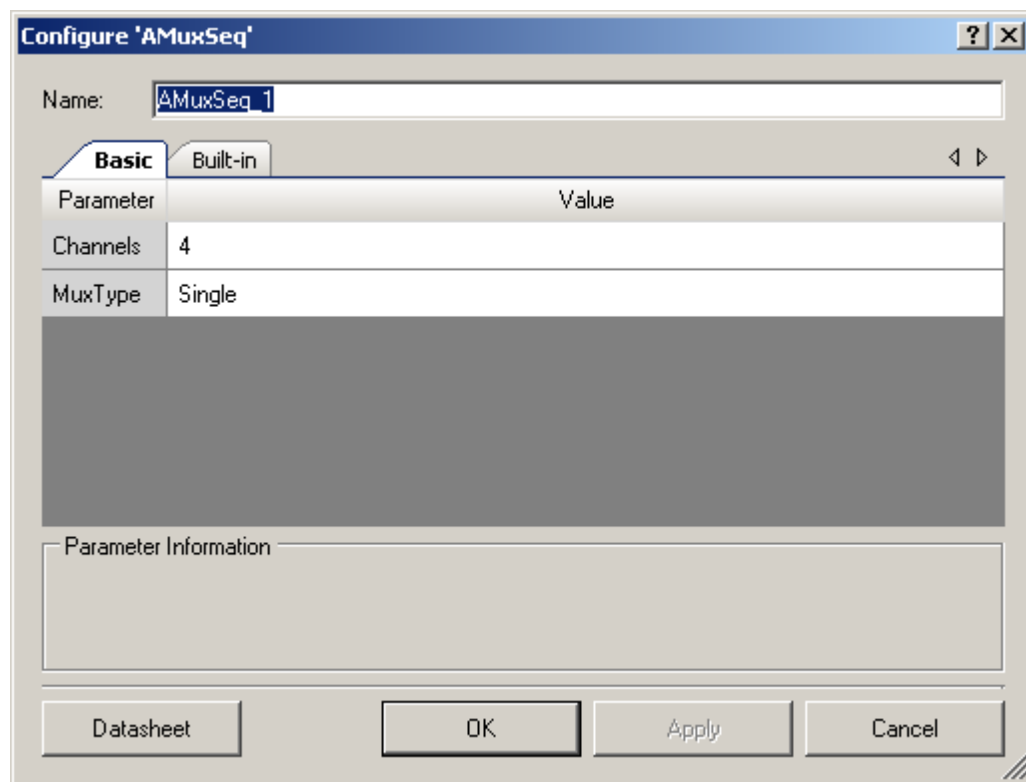 Configure 'AMuxSeq'
Name: AMuxSeq_1
Basic Built-in
Parameter Value
Channels 4
MuxType Single
Parameter Information
Datasheet OK Apply Cancel